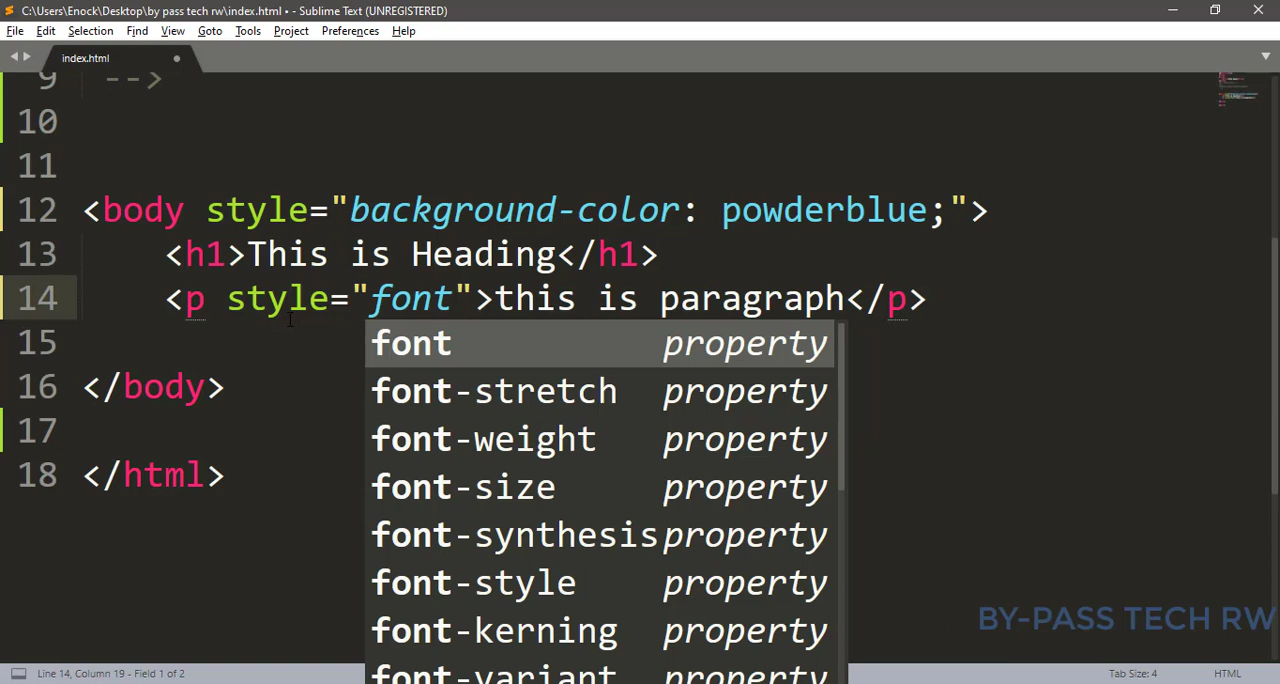 C:\Users\Enock\Desktop\by pass tech rw\index.html • - Sublime Text (UNREGISTERED)
File Edit Selection Find View Goto Tools Project Preferences Help
index.html
9 -->
10
11
12 <body style="background-color: powderblue;">
13 <h1>This is Heading</h1>
14 <p style="font">this is paragraph</p>
font property
15
font-stretch property
16 </body>
font-weight property
17
font-size property
18 </html>
font-synthesis property
font-style property
font-kerning property
font-variant property
BY-PASS TECH RW
Line 14, Column 19 - Field 1 of 2 Tab Size: 4 HTML